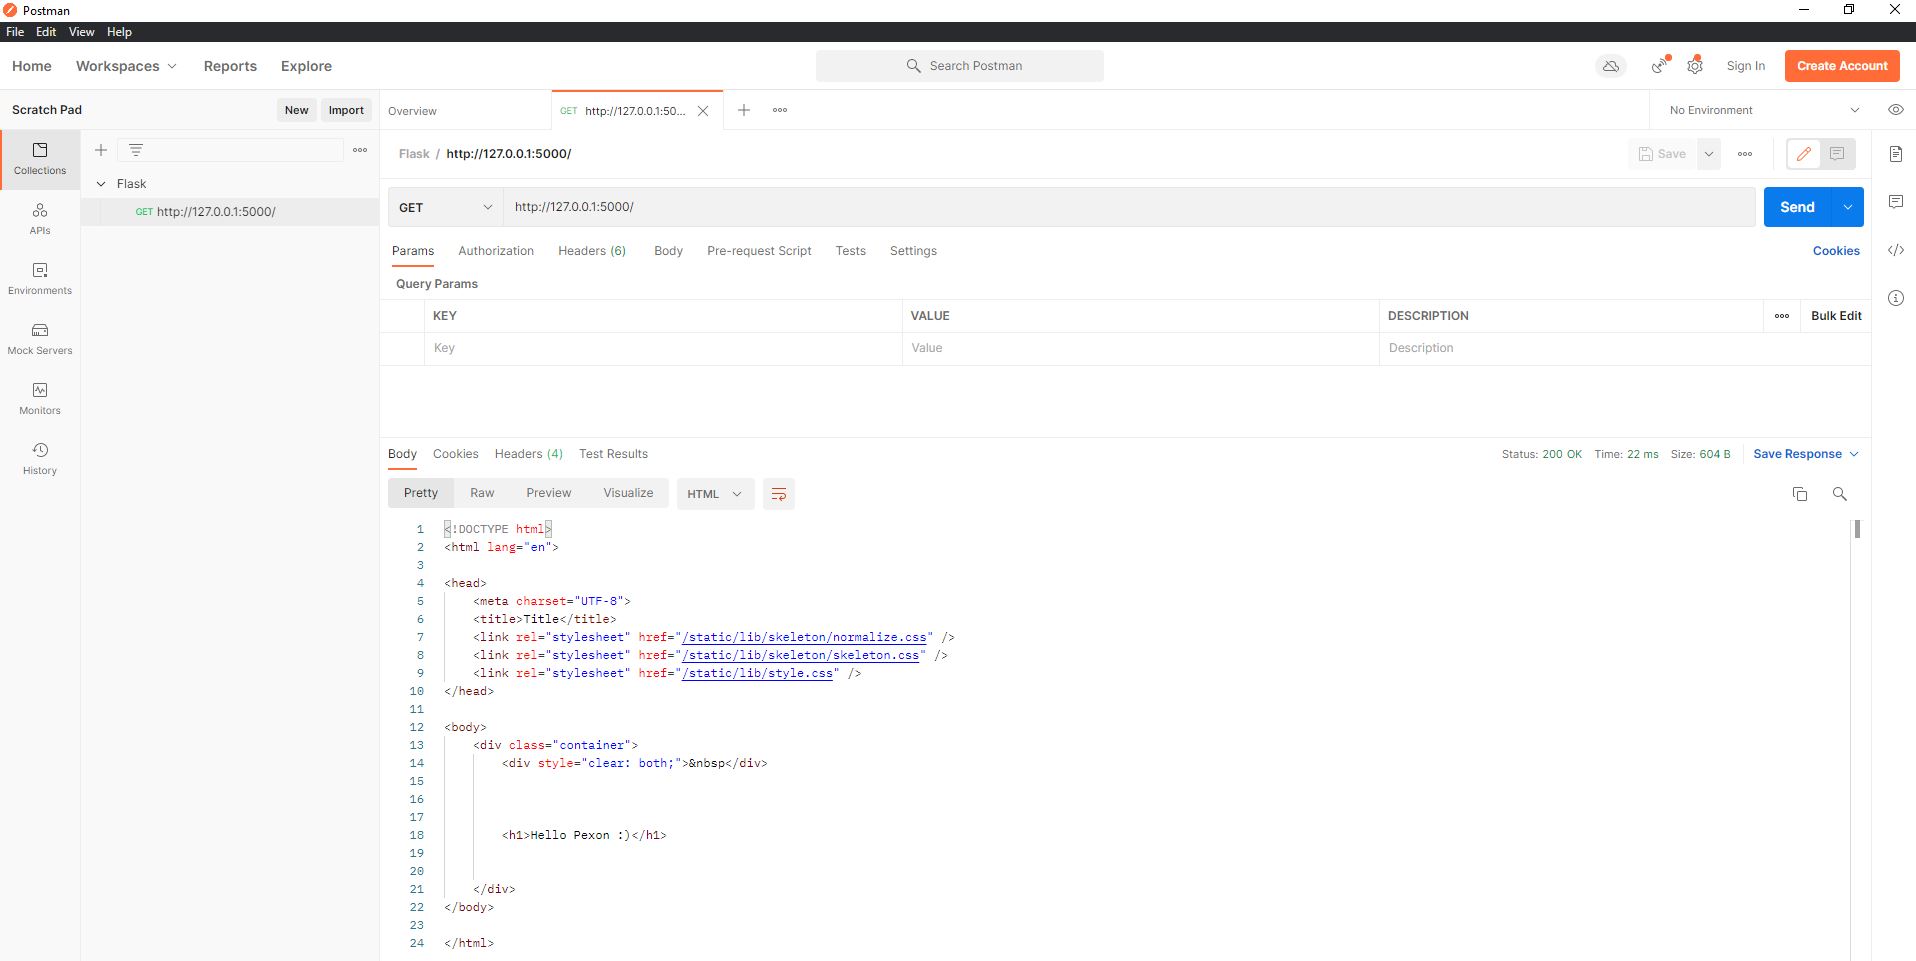 Postman
File Edit View Help
Home Workspaces Reports Explore Search Postman Sign In Create Account
Scratch Pad New Import Overview GET http://127.0.0.1:50... No Environment
Flask / http://127.0.0.1:5000/ Save
Collections
Flask
GET http://127.0.0.1:5000/
APIs
Environments
Mock Servers
Monitors
History
GET http://127.0.0.1:5000/ Send
Params Authorization Headers (6) Body Pre-request Script Tests Settings Cookies
Query Params
KEY VALUE DESCRIPTION Bulk Edit
Key Value Description
Body Cookies Headers (4) Test Results Status: 200 OK Time: 22 ms Size: 604 B Save Response
Pretty Raw Preview Visualize HTML
1 <!DOCTYPE html>
2 <html lang="en">
3
4 <head>
5 <meta charset="UTF-8">
6 <title>Title</title>
7 <link rel="stylesheet" href="/static/lib/skeleton/normalize.css" />
8 <link rel="stylesheet" href="/static/lib/skeleton/skeleton.css" />
9 <link rel="stylesheet" href="/static/lib/style.css" />
10 </head>
11
12 <body>
13 <div class="container">
14 <div style="clear: both;">&nbsp</div>
15
16
17
18 <h1>Hello Pexon :)</h1>
19
20
21 </div>
22 </body>
23
24 </html>